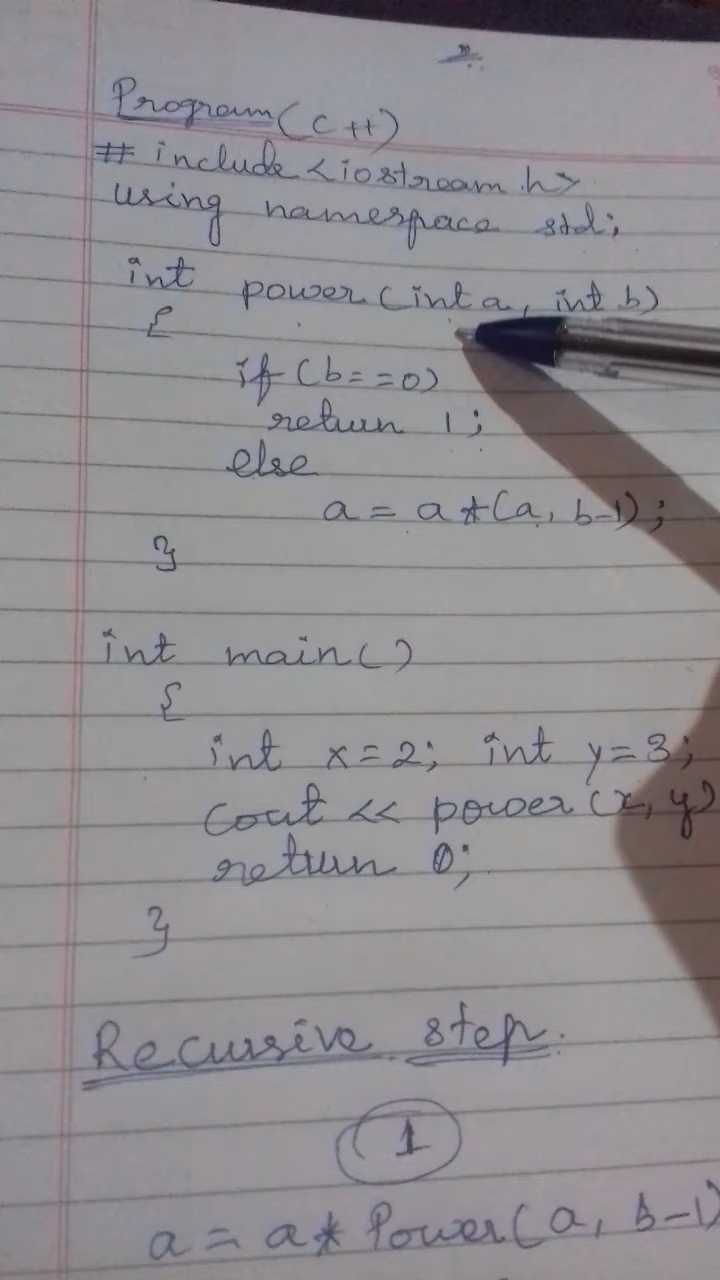 Program (C++)
# include <iostream.h>
using namespace std;
int power (int a, int b)
{
if (b==0)
return 1;
else
a = a*(a, b-1);
}
int main()
{
int x=2; int y=3;
cout << power (x, y)
return 0;
}
Recursive step.
1
a = a* Power(a, b-1)